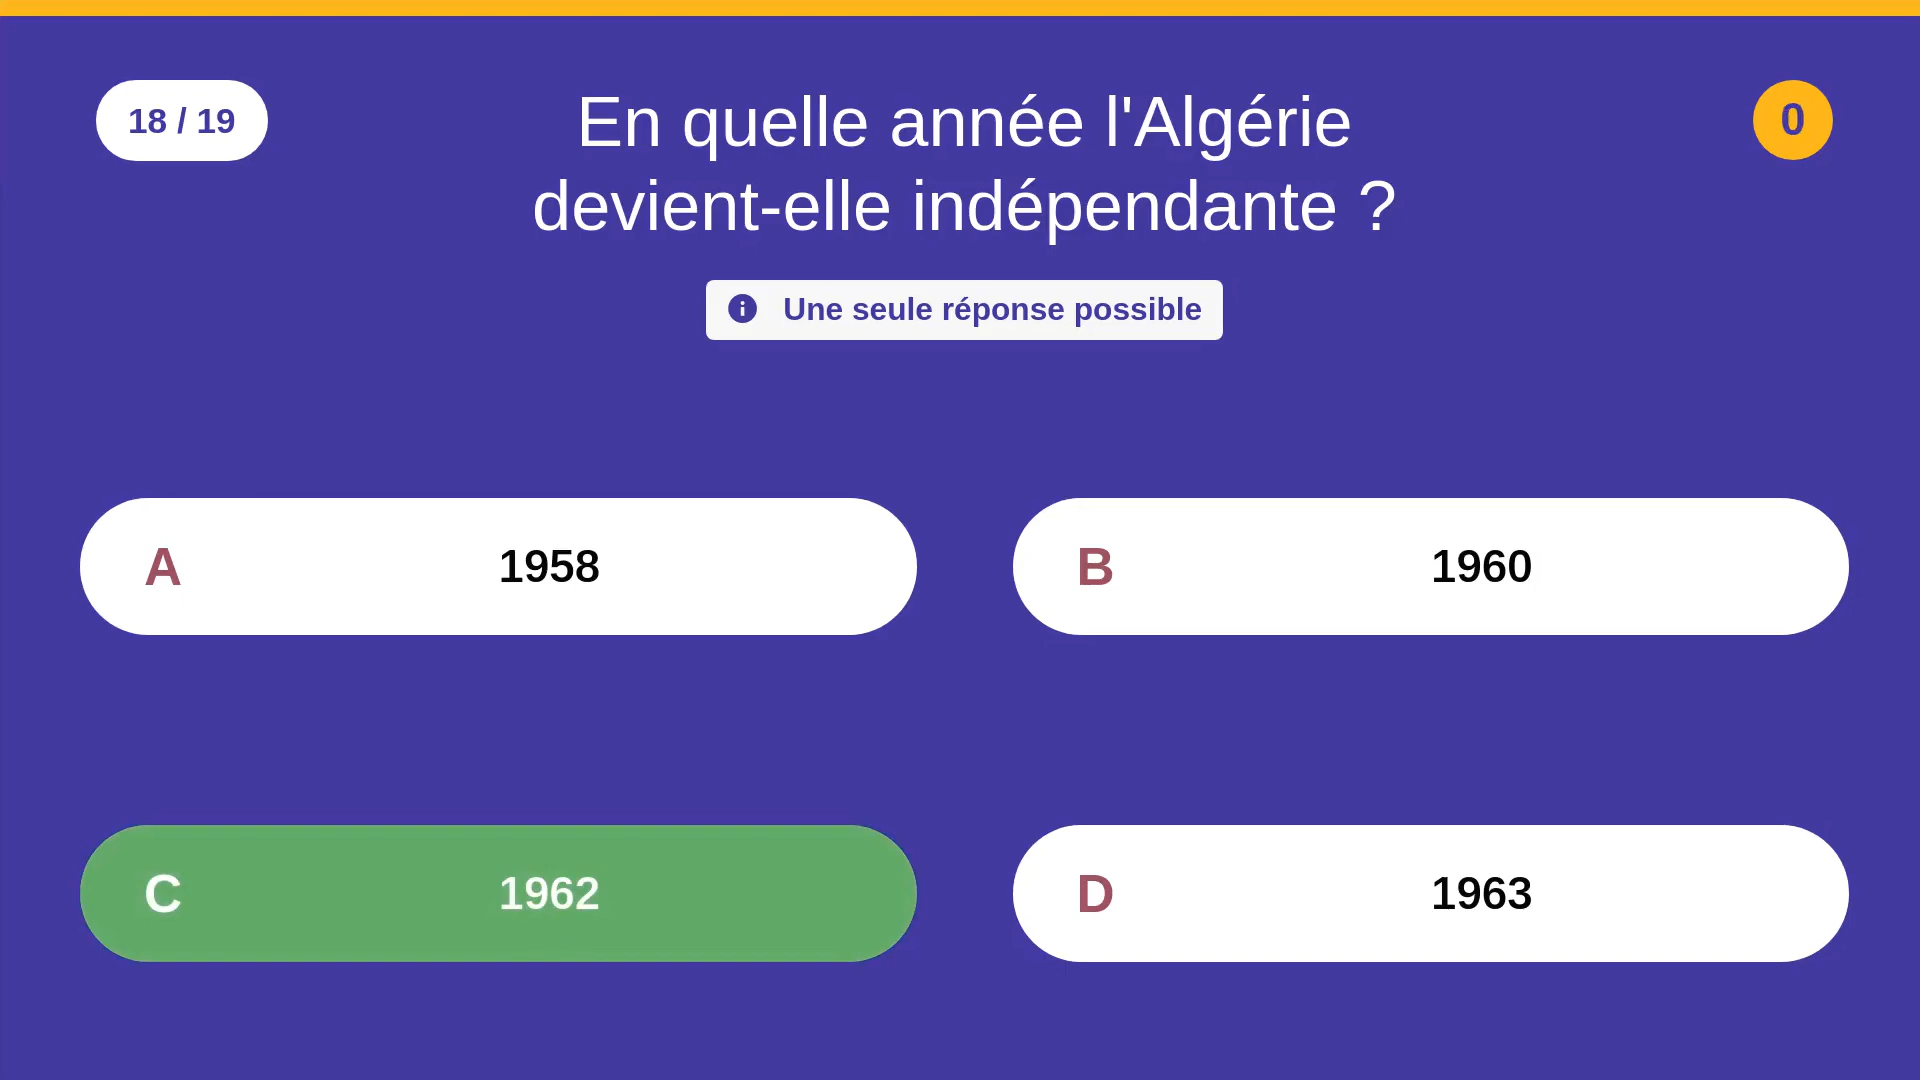 18 / 19
En quelle année l'Algérie
devient-elle indépendante ?
0
Une seule réponse possible
A 1958
B 1960
C 1962
D 1963